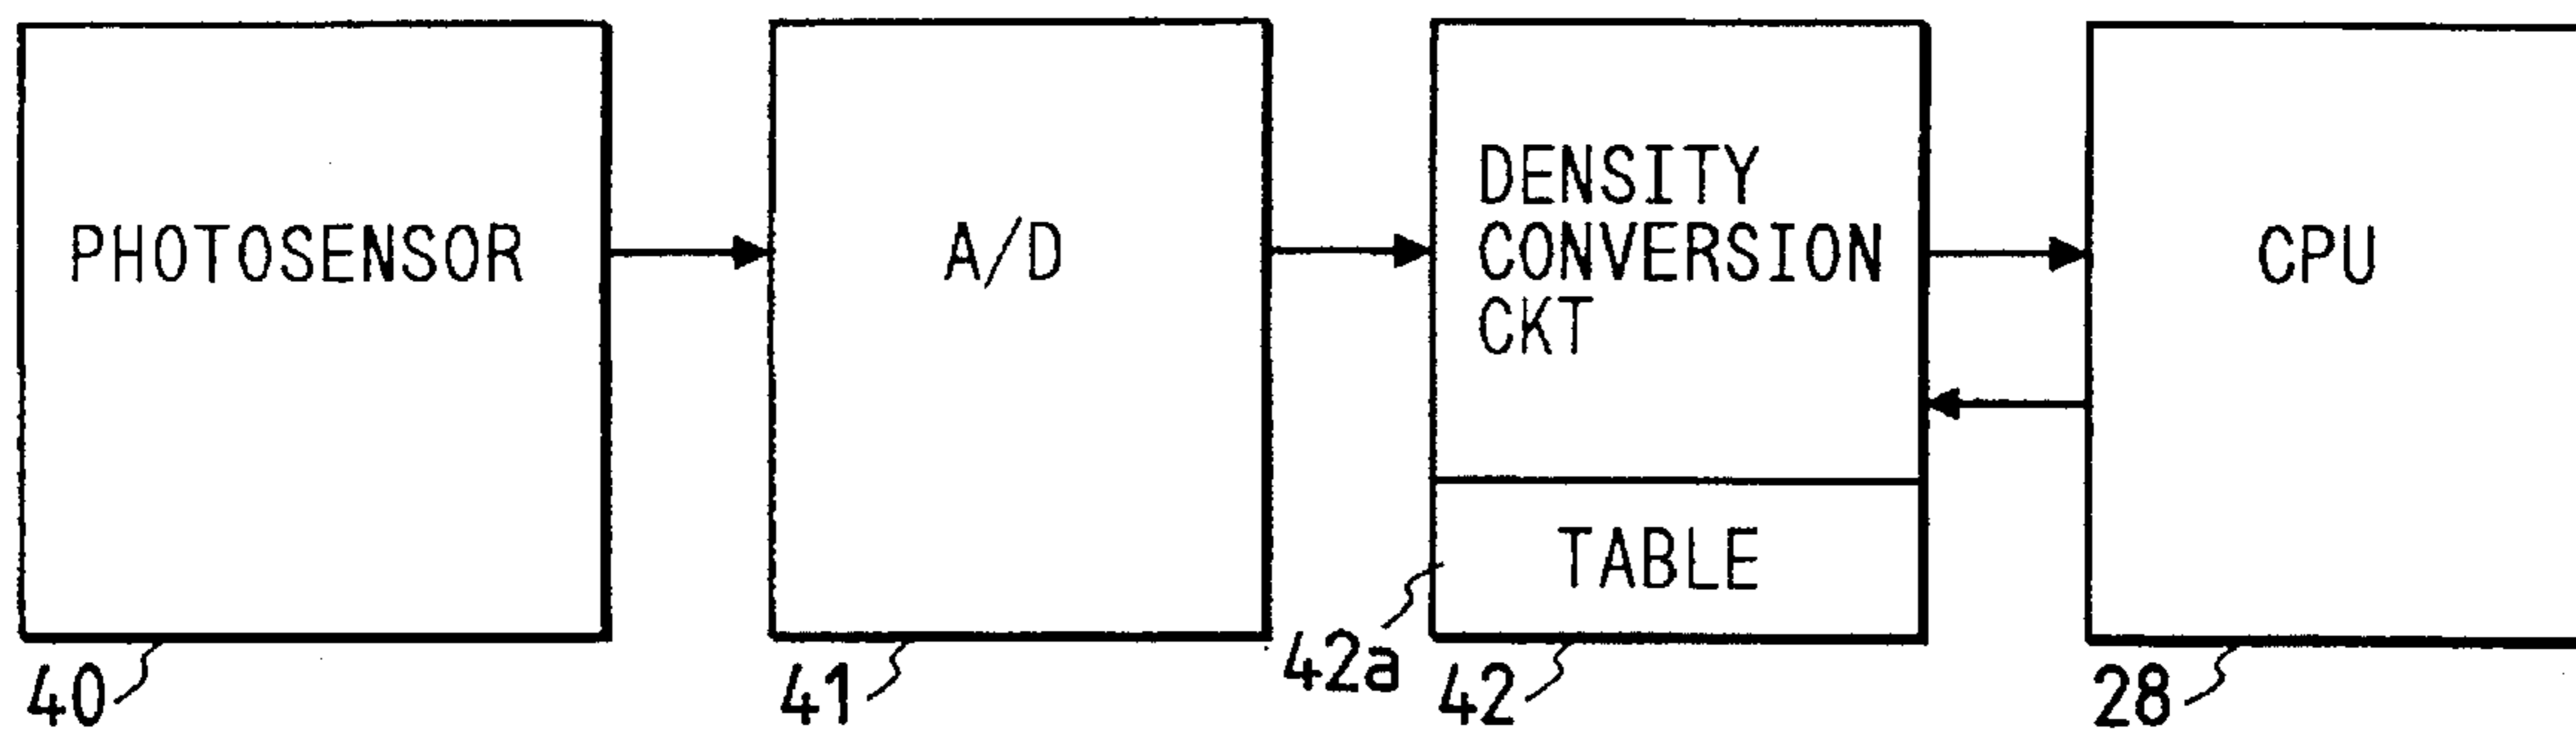 PHOTOSENSOR
A/D
DENSITY
CONVERSION
CKT
CPU
TABLE
40
41
42a
42
28